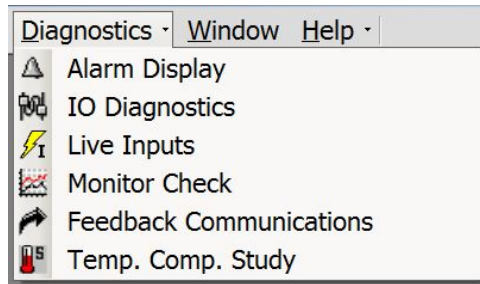 Diagnostics Window Help
Alarm Display
IO Diagnostics
I Live Inputs
Monitor Check
Feedback Communications
S Temp. Comp. Study